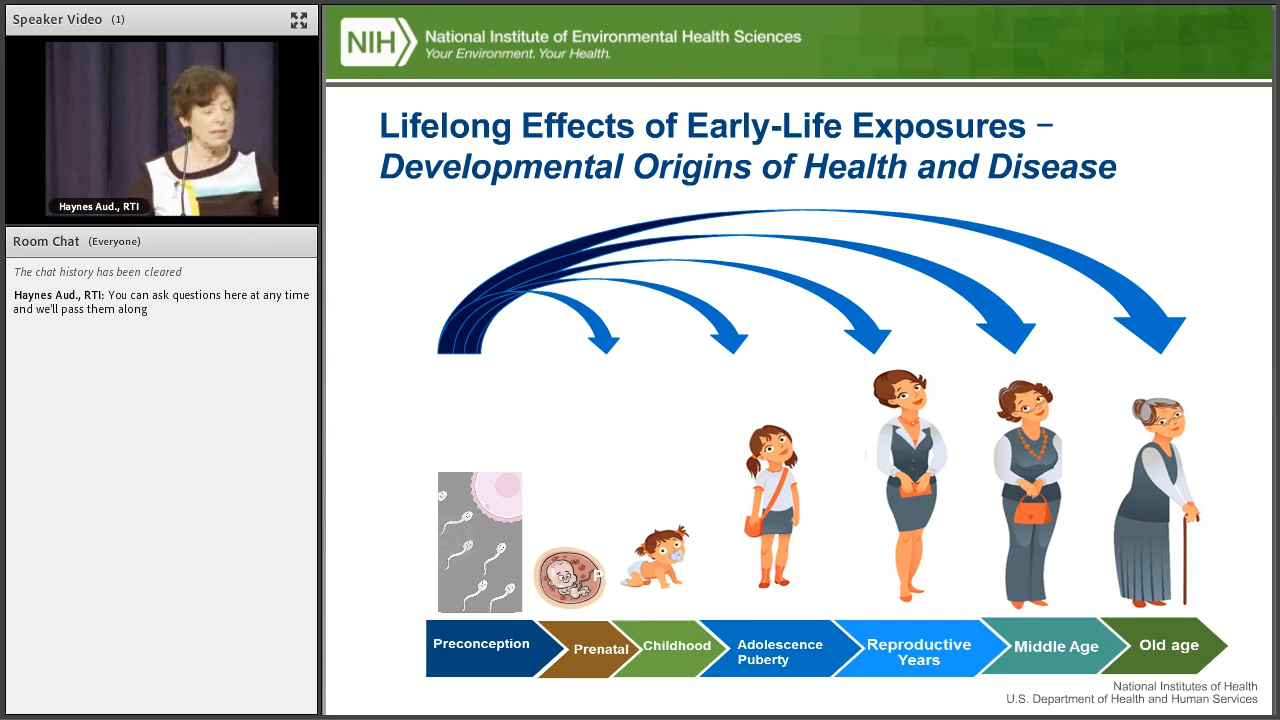 Speaker Video (1)
Haynes Aud., RTI
Room Chat (Everyone)
The chat history has been cleared
Haynes Aud., RTI: You can ask questions here at any time
and we'll pass them along
NIH
National Institute of Environmental Health Sciences
Your Environment. Your Health.
Lifelong Effects of Early-Life Exposures –
Developmental Origins of Health and Disease
P
Preconception
Prenatal
Childhood
Adolescence
Puberty
Reproductive
Years
Middle Age
Old age
National Institutes of Health
U.S. Department of Health and Human Services